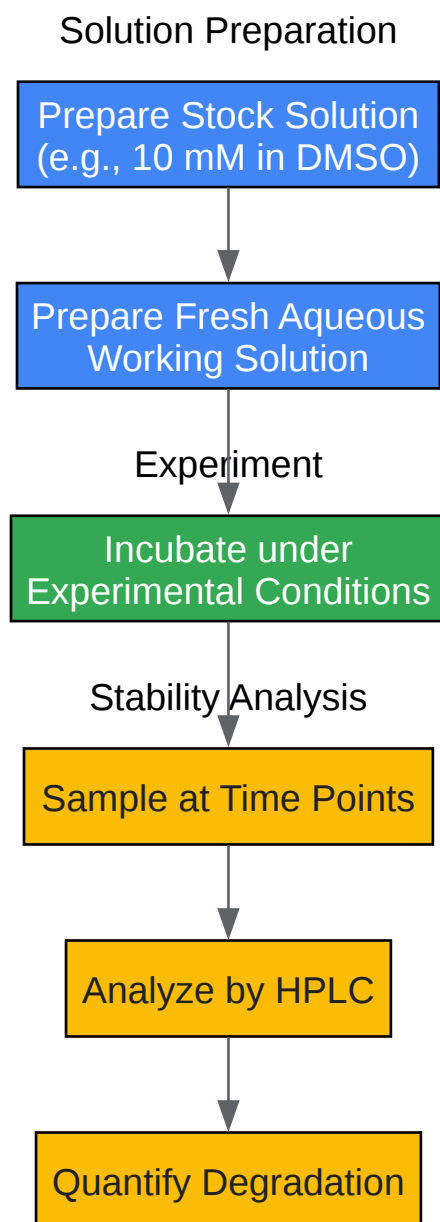 Solution Preparation
Prepare Stock Solution
(e.g., 10 mM in DMSO)
Prepare Fresh Aqueous
Working Solution
Experiment
Incubate under
Experimental Conditions
Stability Analysis
Sample at Time Points
Analyze by HPLC
Quantify Degradation